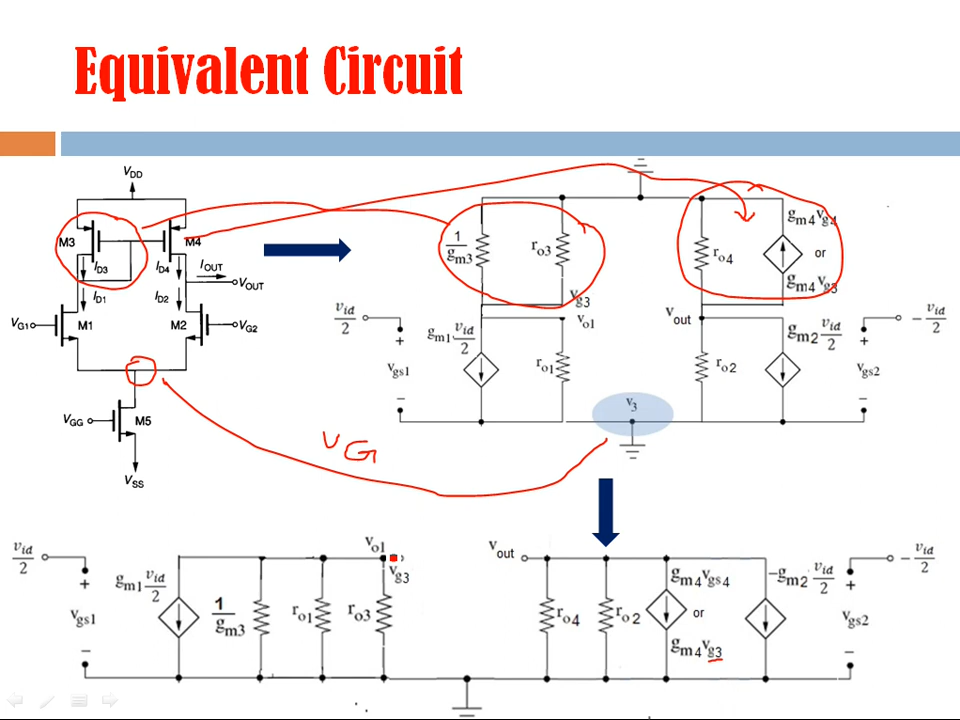 Equivalent Circuit
VDD
M3
M4
ID3
ID4
IOUT
VOUT
ID1
ID2
VG1
M1
M2
VG2
VGG
M5
VSS
VG
1
gm3
ro3
vg3
vo1
vid
2
+
vgs1
−
gm1 vid
2
ro1
v3
ro4
gm4vg4
or
gm4vg3
vout
ro2
gm2 vid
2
− vid
2
+
vgs2
−
vid
2
+
vgs1
−
gm1 vid
2
1
gm3
ro1
ro3
vo1
vg3
vout
ro4
ro2
gm4vgs4
or
gm4vg3
−gm2 vid
2
− vid
2
+
vgs2
−